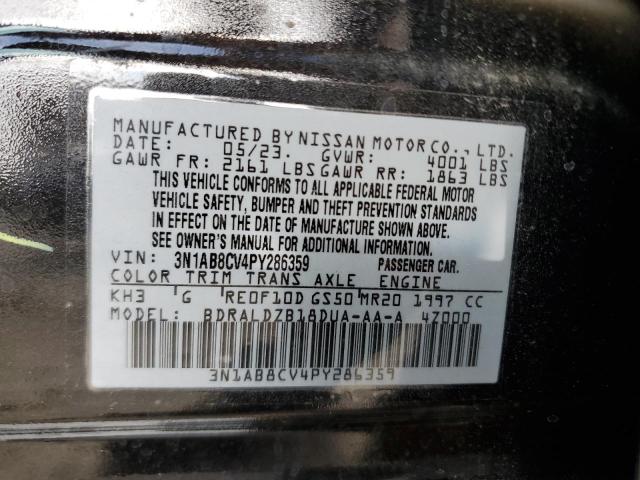 MANUFACTURED BY NISSAN MOTOR CO., LTD.
DATE: 05/23. GVWR: 4001 LBS
GAWR FR: 2161 LBS GAWR RR: 1863 LBS
THIS VEHICLE CONFORMS TO ALL APPLICABLE FEDERAL MOTOR
VEHICLE SAFETY, BUMPER AND THEFT PREVENTION STANDARDS
IN EFFECT ON THE DATE OF MANUFACTURE SHOWN ABOVE.
SEE OWNER'S MANUAL FOR ADDITIONAL INFORMATION.
VIN: 3N1AB8CV4PY286359 PASSENGER CAR.
COLOR TRIM TRANS AXLE ENGINE
KH3 G RE0F10D GS50 MR20 1997 CC
MODEL: BDRALDZB18DUA-AA-A 4Z000
3N1AB8CV4PY286359